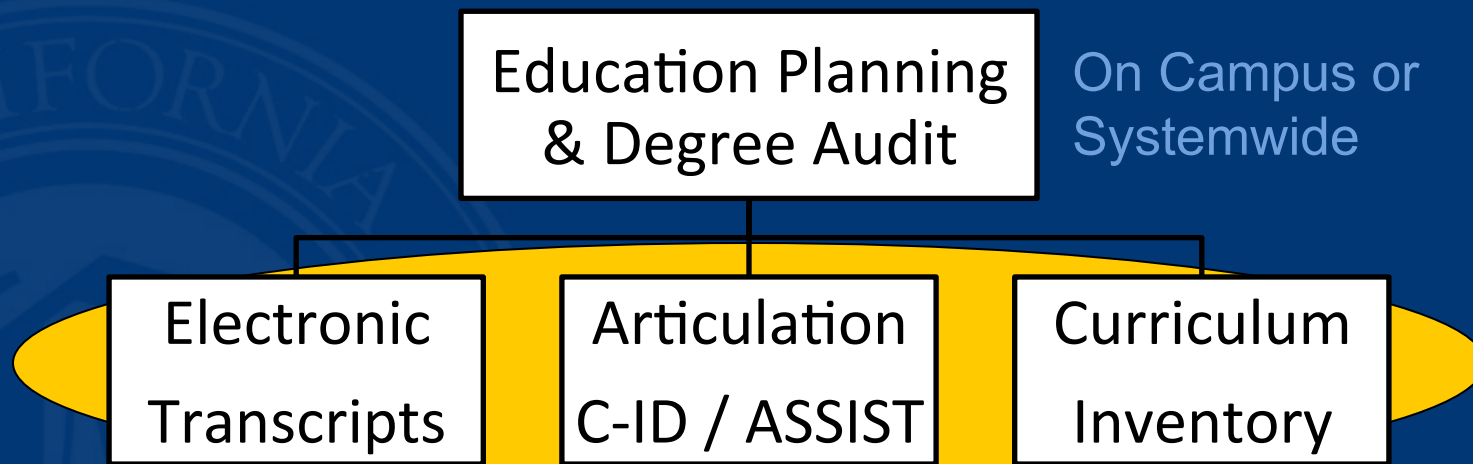 Education Planning
& Degree Audit
On Campus or
Systemwide
Electronic
Transcripts
Articulation
C-ID / ASSIST
Curriculum
Inventory